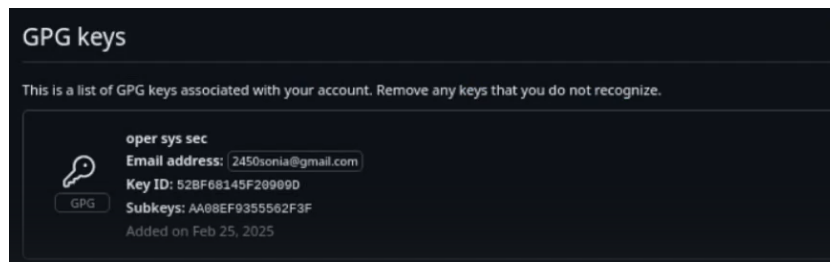 GPG keys
This is a list of GPG keys associated with your account. Remove any keys that you do not recognize.
oper sys sec
Email address: 2450sonia@gmail.com
Key ID: 52BF68145F20909D
GPG
Subkeys: AA08EF9355562F3F
Added on Feb 25, 2025